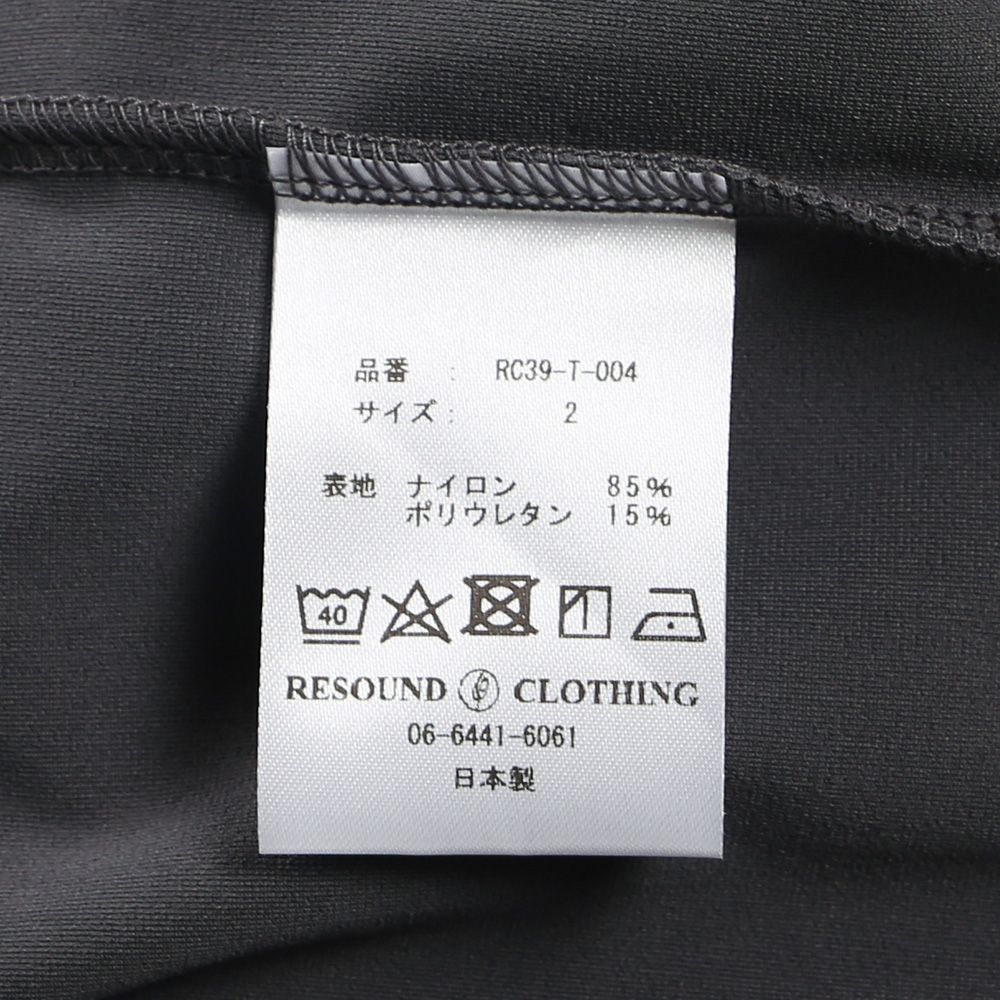 品番 : RC39-T-004
サイズ: 2
表地 ナイロン 85%
ポリウレタン 15%
40
RESOUND CLOTHING
06-6441-6061
日本製